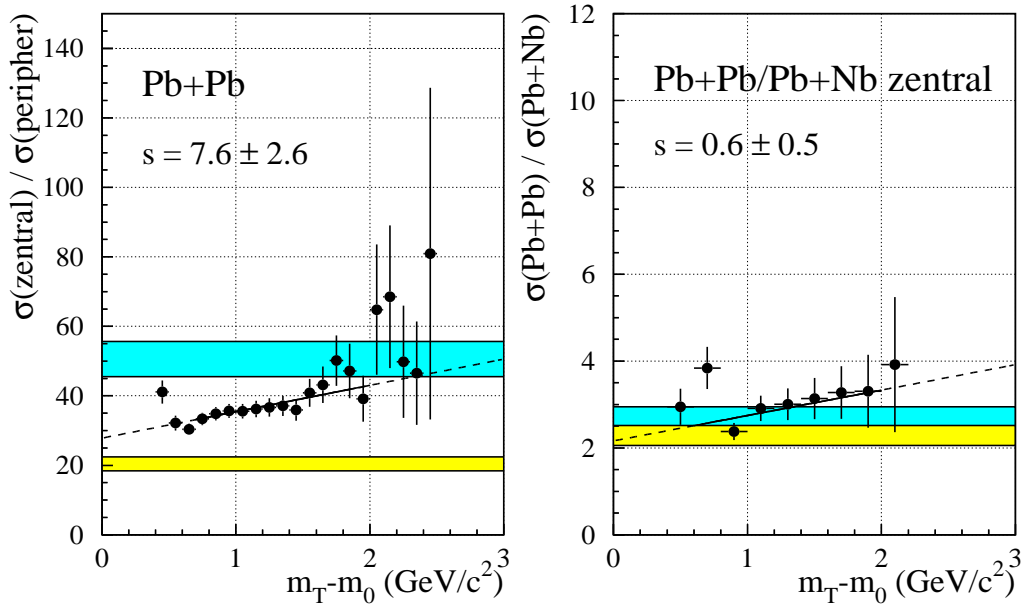 σ(zentral) / σ(peripher)
140
120
100
80
60
40
20
0
Pb+Pb
s = 7.6 ± 2.6
0 1 2 3
m_T-m_0 (GeV/c²)
σ(Pb+Pb) / σ(Pb+Nb)
12
10
8
6
4
2
0
Pb+Pb/Pb+Nb zentral
s = 0.6 ± 0.5
0 1 2 3
m_T-m_0 (GeV/c²)